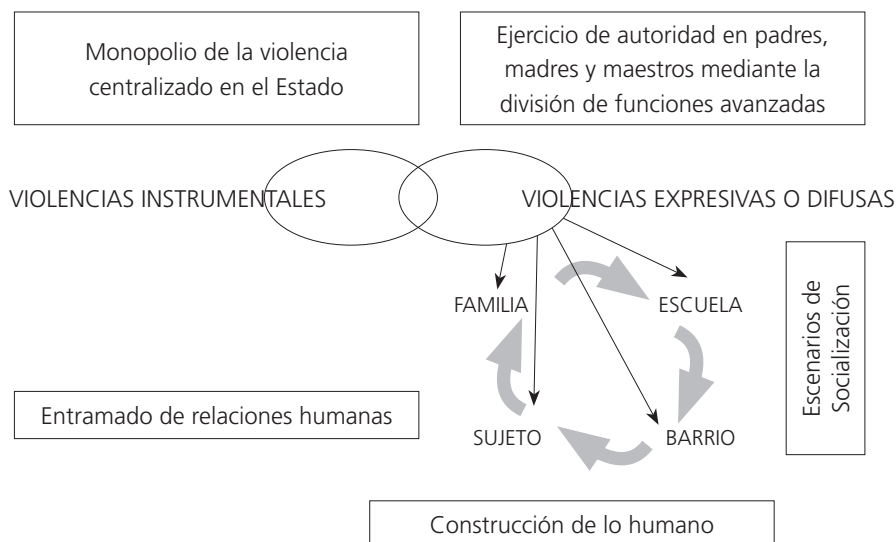 Monopolio de la violencia
centralizado en el Estado
Ejercicio de autoridad en padres,
madres y maestros mediante la
división de funciones avanzadas
VIOLENCIAS INSTRUMENTALES
VIOLENCIAS EXPRESIVAS O DIFUSAS
FAMILIA
ESCUELA
Escenarios de
Socialización
Entramado de relaciones humanas
SUJETO
BARRIO
Construcción de lo humano